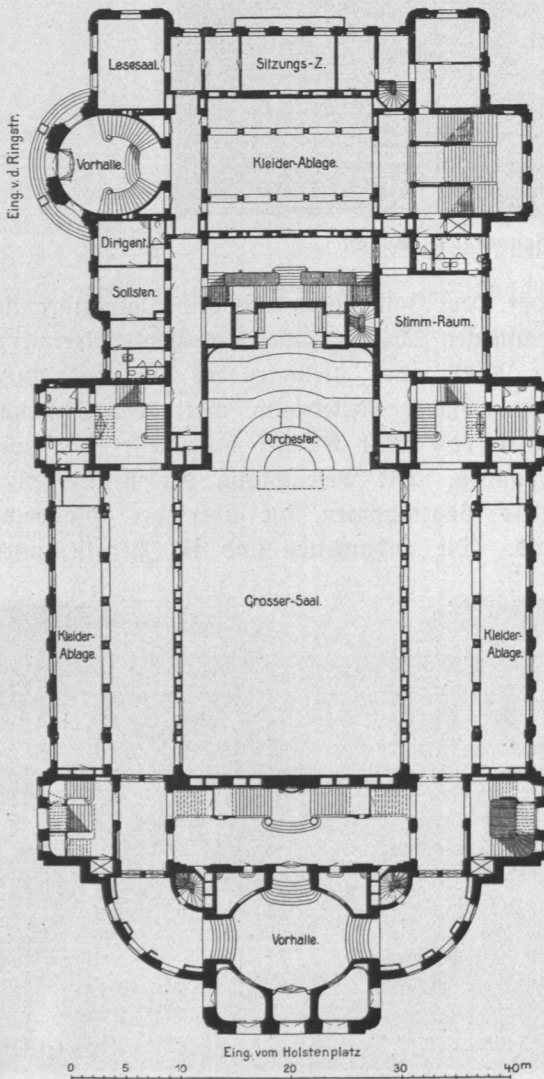 Lesesaal.
Sitzungs-Z.
Eing. v. d. Ringstr.
Vorhalle.
Kleider-Ablage.
Dirigent.
Solisten.
Stimm-Raum.
Orchester.
Grosser-Saal.
Kleider-
Ablage.
Kleider-
Ablage.
Vorhalle.
Eing. vom Holstenplatz
0 5 10 20 30 40m